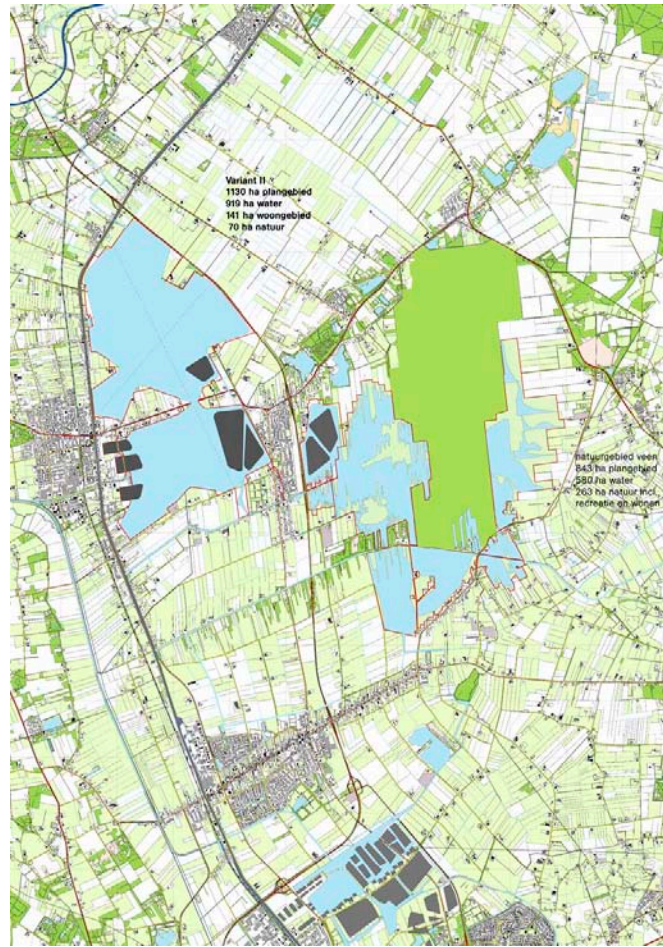 Variant II
1130 ha plangebied
919 ha water
141 ha woongebied
70 ha natuur
natuurgebied veen
843 ha plangebied
580 ha water
263 ha natuur incl.
recreatie en wonen